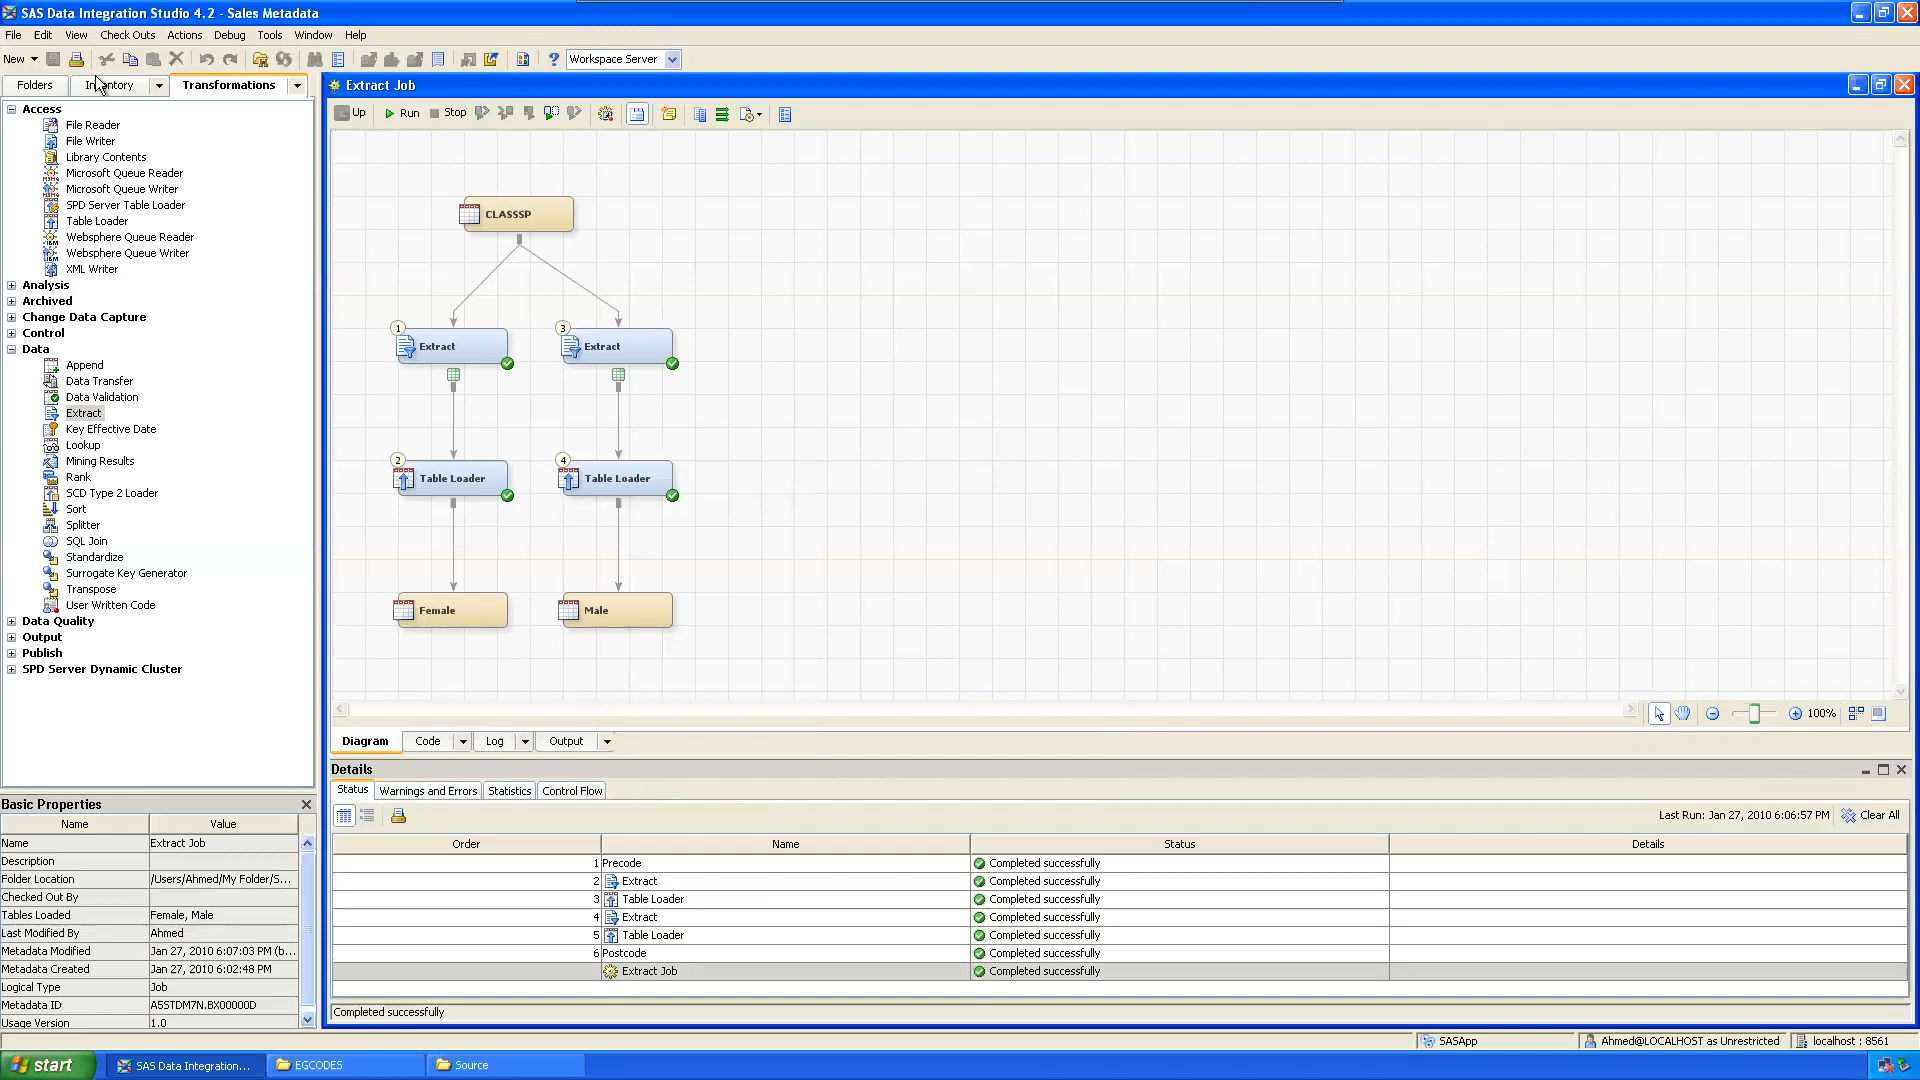 SAS Data Integration Studio 4.2 - Sales Metadata
File Edit View Check Outs Actions Debug Tools Window Help
New Workspace Server
Folders Inventory Transformations
Access
File Reader
File Writer
Library Contents
Microsoft Queue Reader
Microsoft Queue Writer
SPD Server Table Loader
Table Loader
Websphere Queue Reader
Websphere Queue Writer
XML Writer
Analysis
Archived
Change Data Capture
Control
Data
Append
Data Transfer
Data Validation
Extract
Key Effective Date
Lookup
Mining Results
Rank
SCD Type 2 Loader
Sort
Splitter
SQL Join
Standardize
Surrogate Key Generator
Transpose
User Written Code
Data Quality
Output
Publish
SPD Server Dynamic Cluster
Basic Properties
Name Value
Name Extract Job
Description
Folder Location /Users/Ahmed/My Folder/S...
Checked Out By
Tables Loaded Female, Male
Last Modified By Ahmed
Metadata Modified Jan 27, 2010 6:07:03 PM (b...
Metadata Created Jan 27, 2010 6:02:48 PM
Logical Type Job
Metadata ID A5STDM7N.BX00000D
Usage Version 1.0
Extract Job
Up Run Stop
CLASSSP
1 Extract 3 Extract
2 Table Loader 4 Table Loader
Female Male
100%
Diagram Code Log Output
Details
Status Warnings and Errors Statistics Control Flow
Last Run: Jan 27, 2010 6:06:57 PM Clear All
Order Name Status Details
1 Precode Completed successfully
2 Extract Completed successfully
3 Table Loader Completed successfully
4 Extract Completed successfully
5 Table Loader Completed successfully
6 Postcode Completed successfully
Extract Job Completed successfully
Completed successfully
SASApp Ahmed@LOCALHOST as Unrestricted localhost : 8561
start SAS Data Integration... EGCODES Source